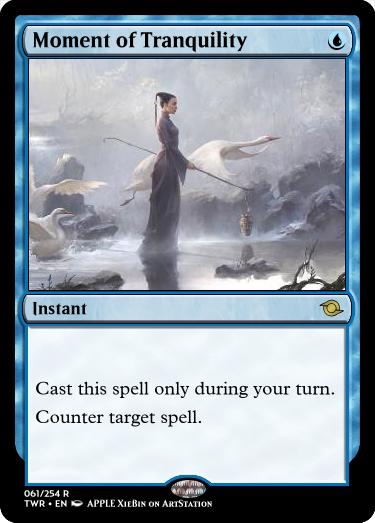 Moment of Tranquility
Instant
Cast this spell only during your turn.
Counter target spell.
061/254 R
TWR • EN APPLE XIEBIN ON ARTSTATION